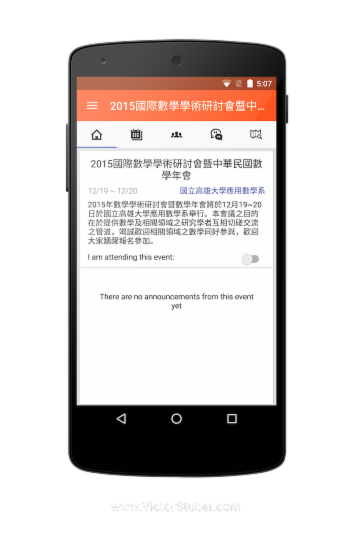 5:07
2015國際數學學術研討會暨中...
2015國際數學學術研討會暨中華民國數
學年會
12/19 ~ 12/20 國立高雄大學應用數學系
2015年數學學術研討會暨數學年會將於12月19~20
日於國立高雄大學應用數學系舉行。本會議之目的
在於提供數學及相關領域之研究學者互相切磋交流
之管道，竭誠歡迎相關領域之數學同好參與，歡迎
大家踴躍報名參加。
I am attending this event:
There are no announcements from this event
yet
www.VictorStuber.com